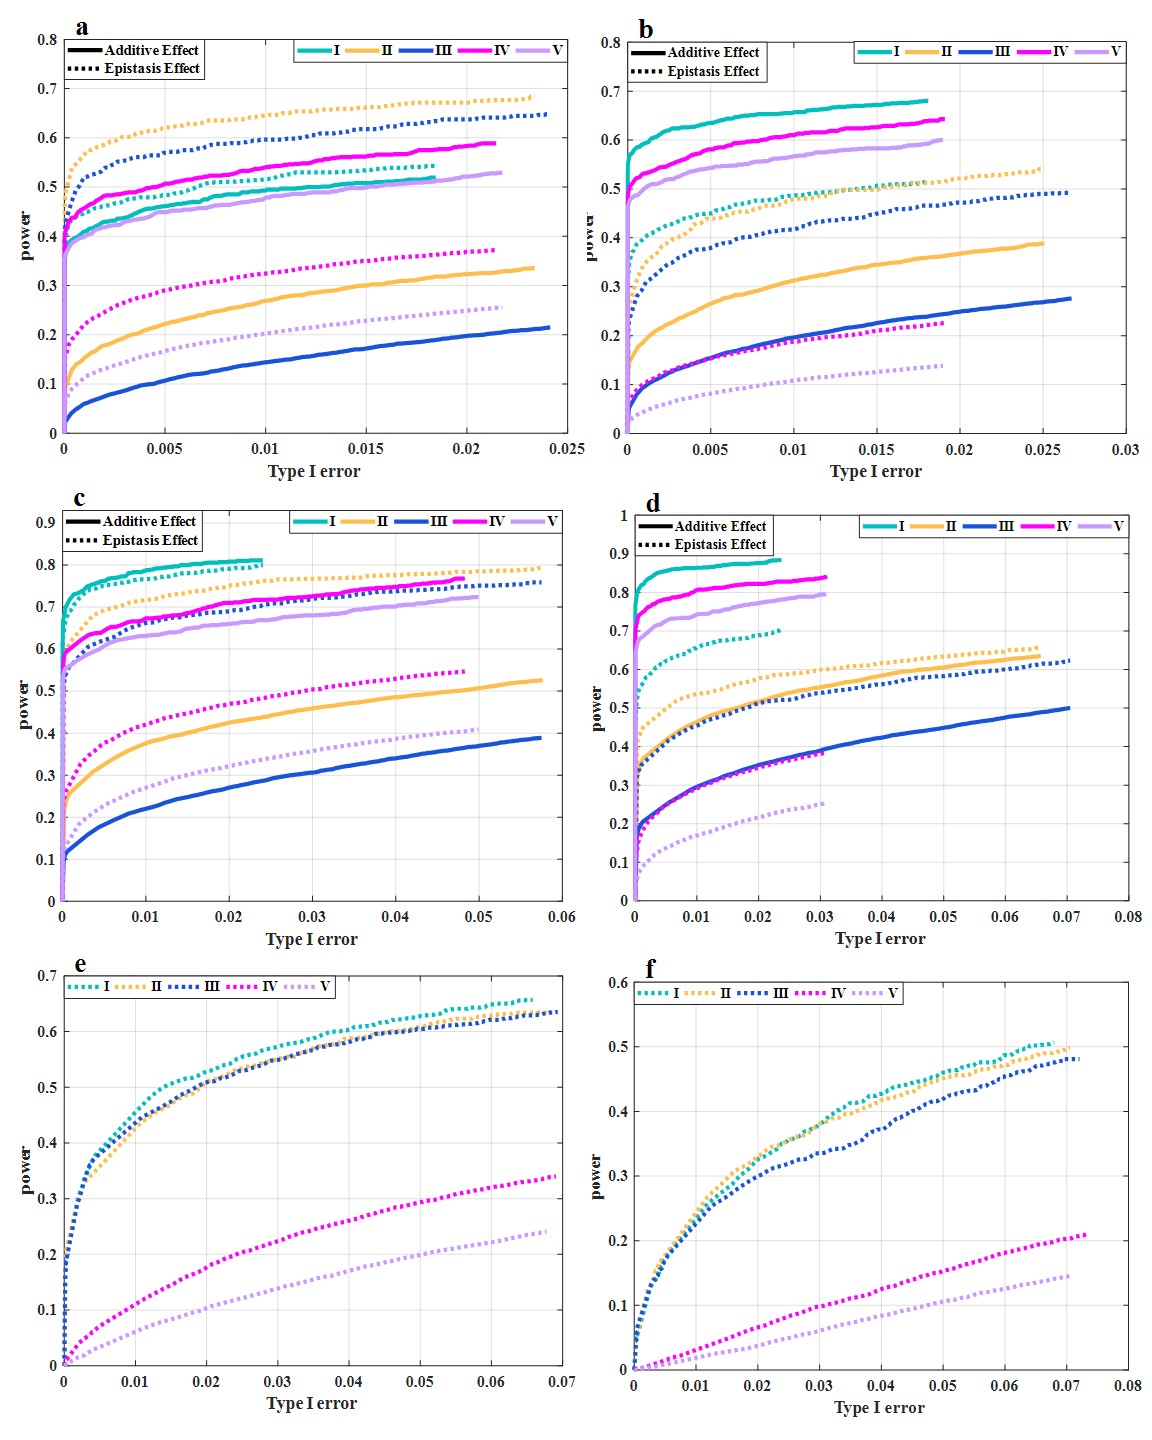 a
Additive Effect
Epistasis Effect
I II III IV V
0.8
0.7
0.6
0.5
0.4
0.3
0.2
0.1
0
power
0 0.005 0.01 0.015 0.02 0.025
Type I error
b
Additive Effect
Epistasis Effect
I II III IV V
0.8
0.7
0.6
0.5
0.4
0.3
0.2
0.1
0
power
0 0.005 0.01 0.015 0.02 0.025 0.03
Type I error
c
Additive Effect
Epistasis Effect
I II III IV V
0.9
0.8
0.7
0.6
0.5
0.4
0.3
0.2
0.1
0
power
0 0.01 0.02 0.03 0.04 0.05 0.06
Type I error
d
Additive Effect
Epistasis Effect
I II III IV V
1
0.9
0.8
0.7
0.6
0.5
0.4
0.3
0.2
0.1
0
power
0 0.01 0.02 0.03 0.04 0.05 0.06 0.07 0.08
Type I error
e
I II III IV V
0.7
0.6
0.5
0.4
0.3
0.2
0.1
0
power
0 0.01 0.02 0.03 0.04 0.05 0.06 0.07
Type I error
f
I II III IV V
0.6
0.5
0.4
0.3
0.2
0.1
0
power
0 0.01 0.02 0.03 0.04 0.05 0.06 0.07 0.08
Type I error